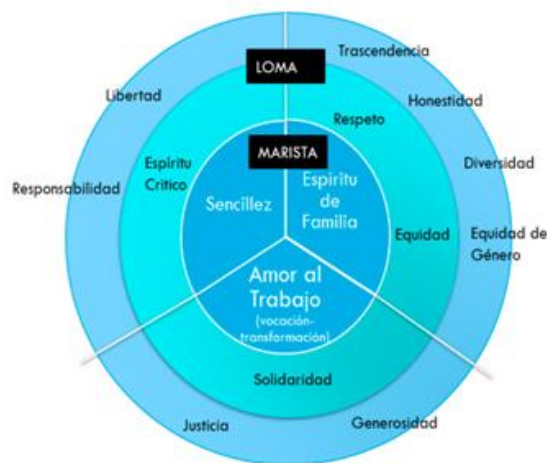 Trascendencia
LOMA
Libertad
Honestidad
Respeto
MARISTA
Espíritu
Crítico
Diversidad
Responsabilidad
Sencillez
Espíritu
de
Familia
Equidad
Equidad de
Género
Amor al
Trabajo
(vocación-
transformación)
Solidaridad
Justicia
Generosidad